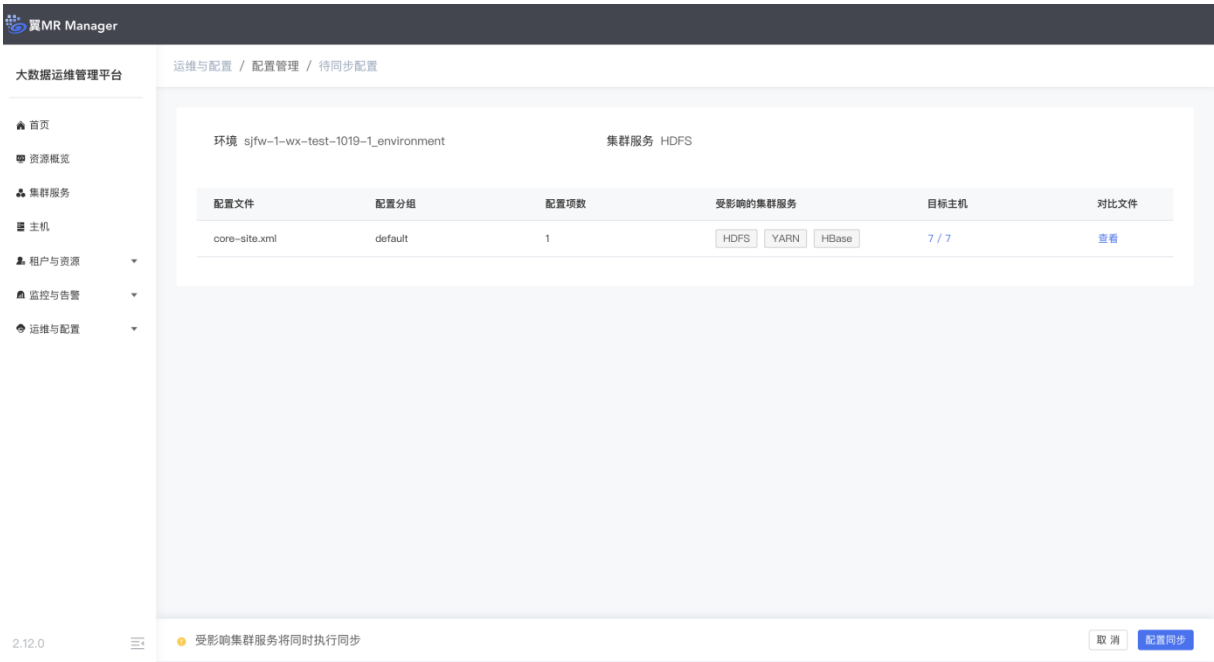 翼MR Manager
大数据运维管理平台
运维与配置 / 配置管理 / 待同步配置
首页
资源概览
集群服务
主机
租户与资源
监控与告警
运维与配置
环境 sjfw-1-wx-test-1019-1_environment 集群服务 HDFS
配置文件 配置分组 配置项数 受影响的集群服务 目标主机 对比文件
core-site.xml default 1 HDFS YARN HBase 7 / 7 查看
2.12.0
受影响集群服务将同时执行同步 取 消 配置同步